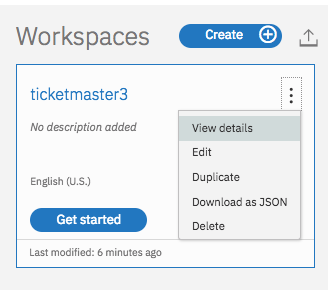 Workspaces
Create
ticketmaster3
No description added
View details
Edit
Duplicate
Download as JSON
Delete
English (U.S.)
Get started
Last modified: 6 minutes ago